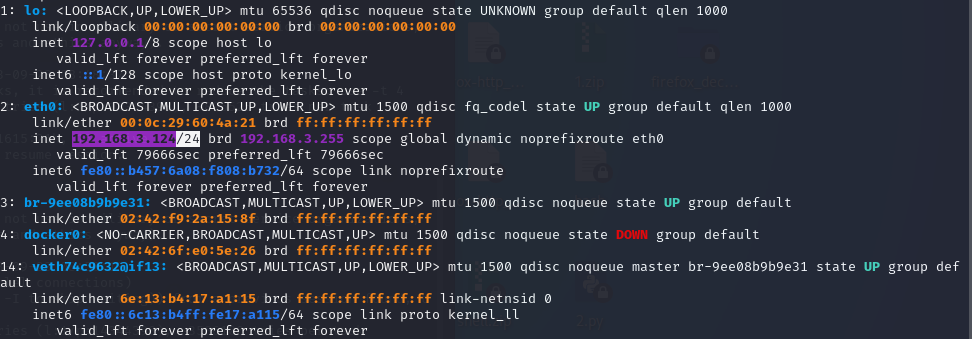 1: lo: <LOOPBACK,UP,LOWER_UP> mtu 65536 qdisc noqueue state UNKNOWN group default qlen 1000
link/loopback 00:00:00:00:00:00 brd 00:00:00:00:00:00
inet 127.0.0.1/8 scope host lo
valid_lft forever preferred_lft forever
inet6 ::1/128 scope host proto kernel_lo
valid_lft forever preferred_lft forever
2: eth0: <BROADCAST,MULTICAST,UP,LOWER_UP> mtu 1500 qdisc fq_codel state UP group default qlen 1000
link/ether 00:0c:29:60:4a:21 brd ff:ff:ff:ff:ff:ff
inet 192.168.3.124/24 brd 192.168.3.255 scope global dynamic noprefixroute eth0
valid_lft 79666sec preferred_lft 79666sec
inet6 fe80::b457:6a08:f808:b732/64 scope link noprefixroute
valid_lft forever preferred_lft forever
3: br-9ee08b9b9e31: <BROADCAST,MULTICAST,UP,LOWER_UP> mtu 1500 qdisc noqueue state UP group default
link/ether 02:42:f9:2a:15:8f brd ff:ff:ff:ff:ff:ff
4: docker0: <NO-CARRIER,BROADCAST,MULTICAST,UP> mtu 1500 qdisc noqueue state DOWN group default
link/ether 02:42:6f:e0:5e:26 brd ff:ff:ff:ff:ff:ff
14: veth74c9632@if13: <BROADCAST,MULTICAST,UP,LOWER_UP> mtu 1500 qdisc noqueue master br-9ee08b9b9e31 state UP group def
ault
link/ether 6e:13:b4:17:a1:15 brd ff:ff:ff:ff:ff:ff link-netnsid 0
inet6 fe80::6c13:b4ff:fe17:a115/64 scope link proto kernel_ll
valid_lft forever preferred_lft forever